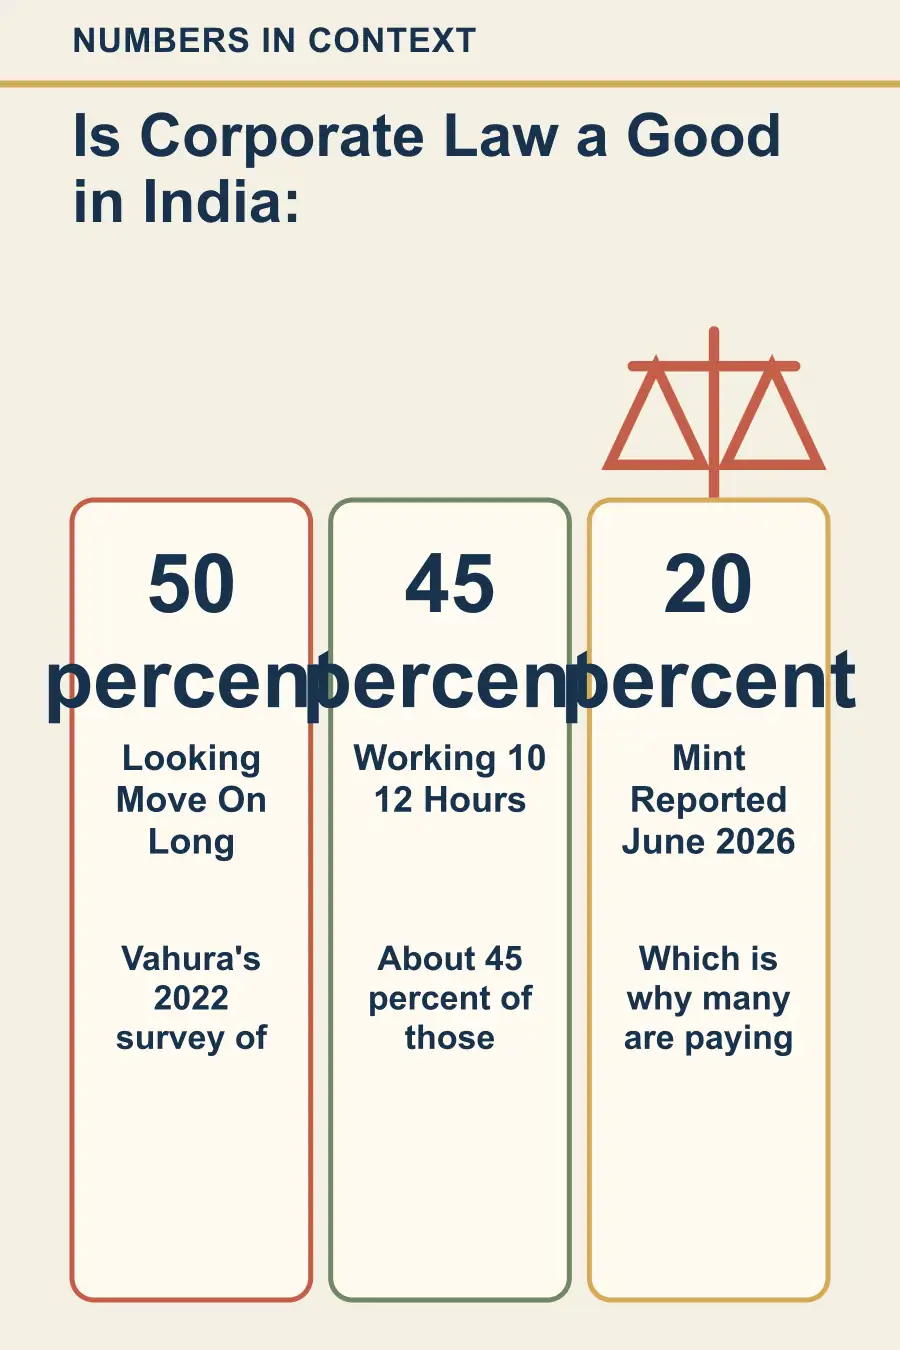 NUMBERS IN CONTEXT
Is Corporate Law a Good
in India:
50
percent
Looking
Move On
Long
Vahura's
2022
survey of
45
percent
Working 10
12 Hours
About 45
percent of
those
20
percent
Mint
Reported
June 2026
Which is
why many
are paying